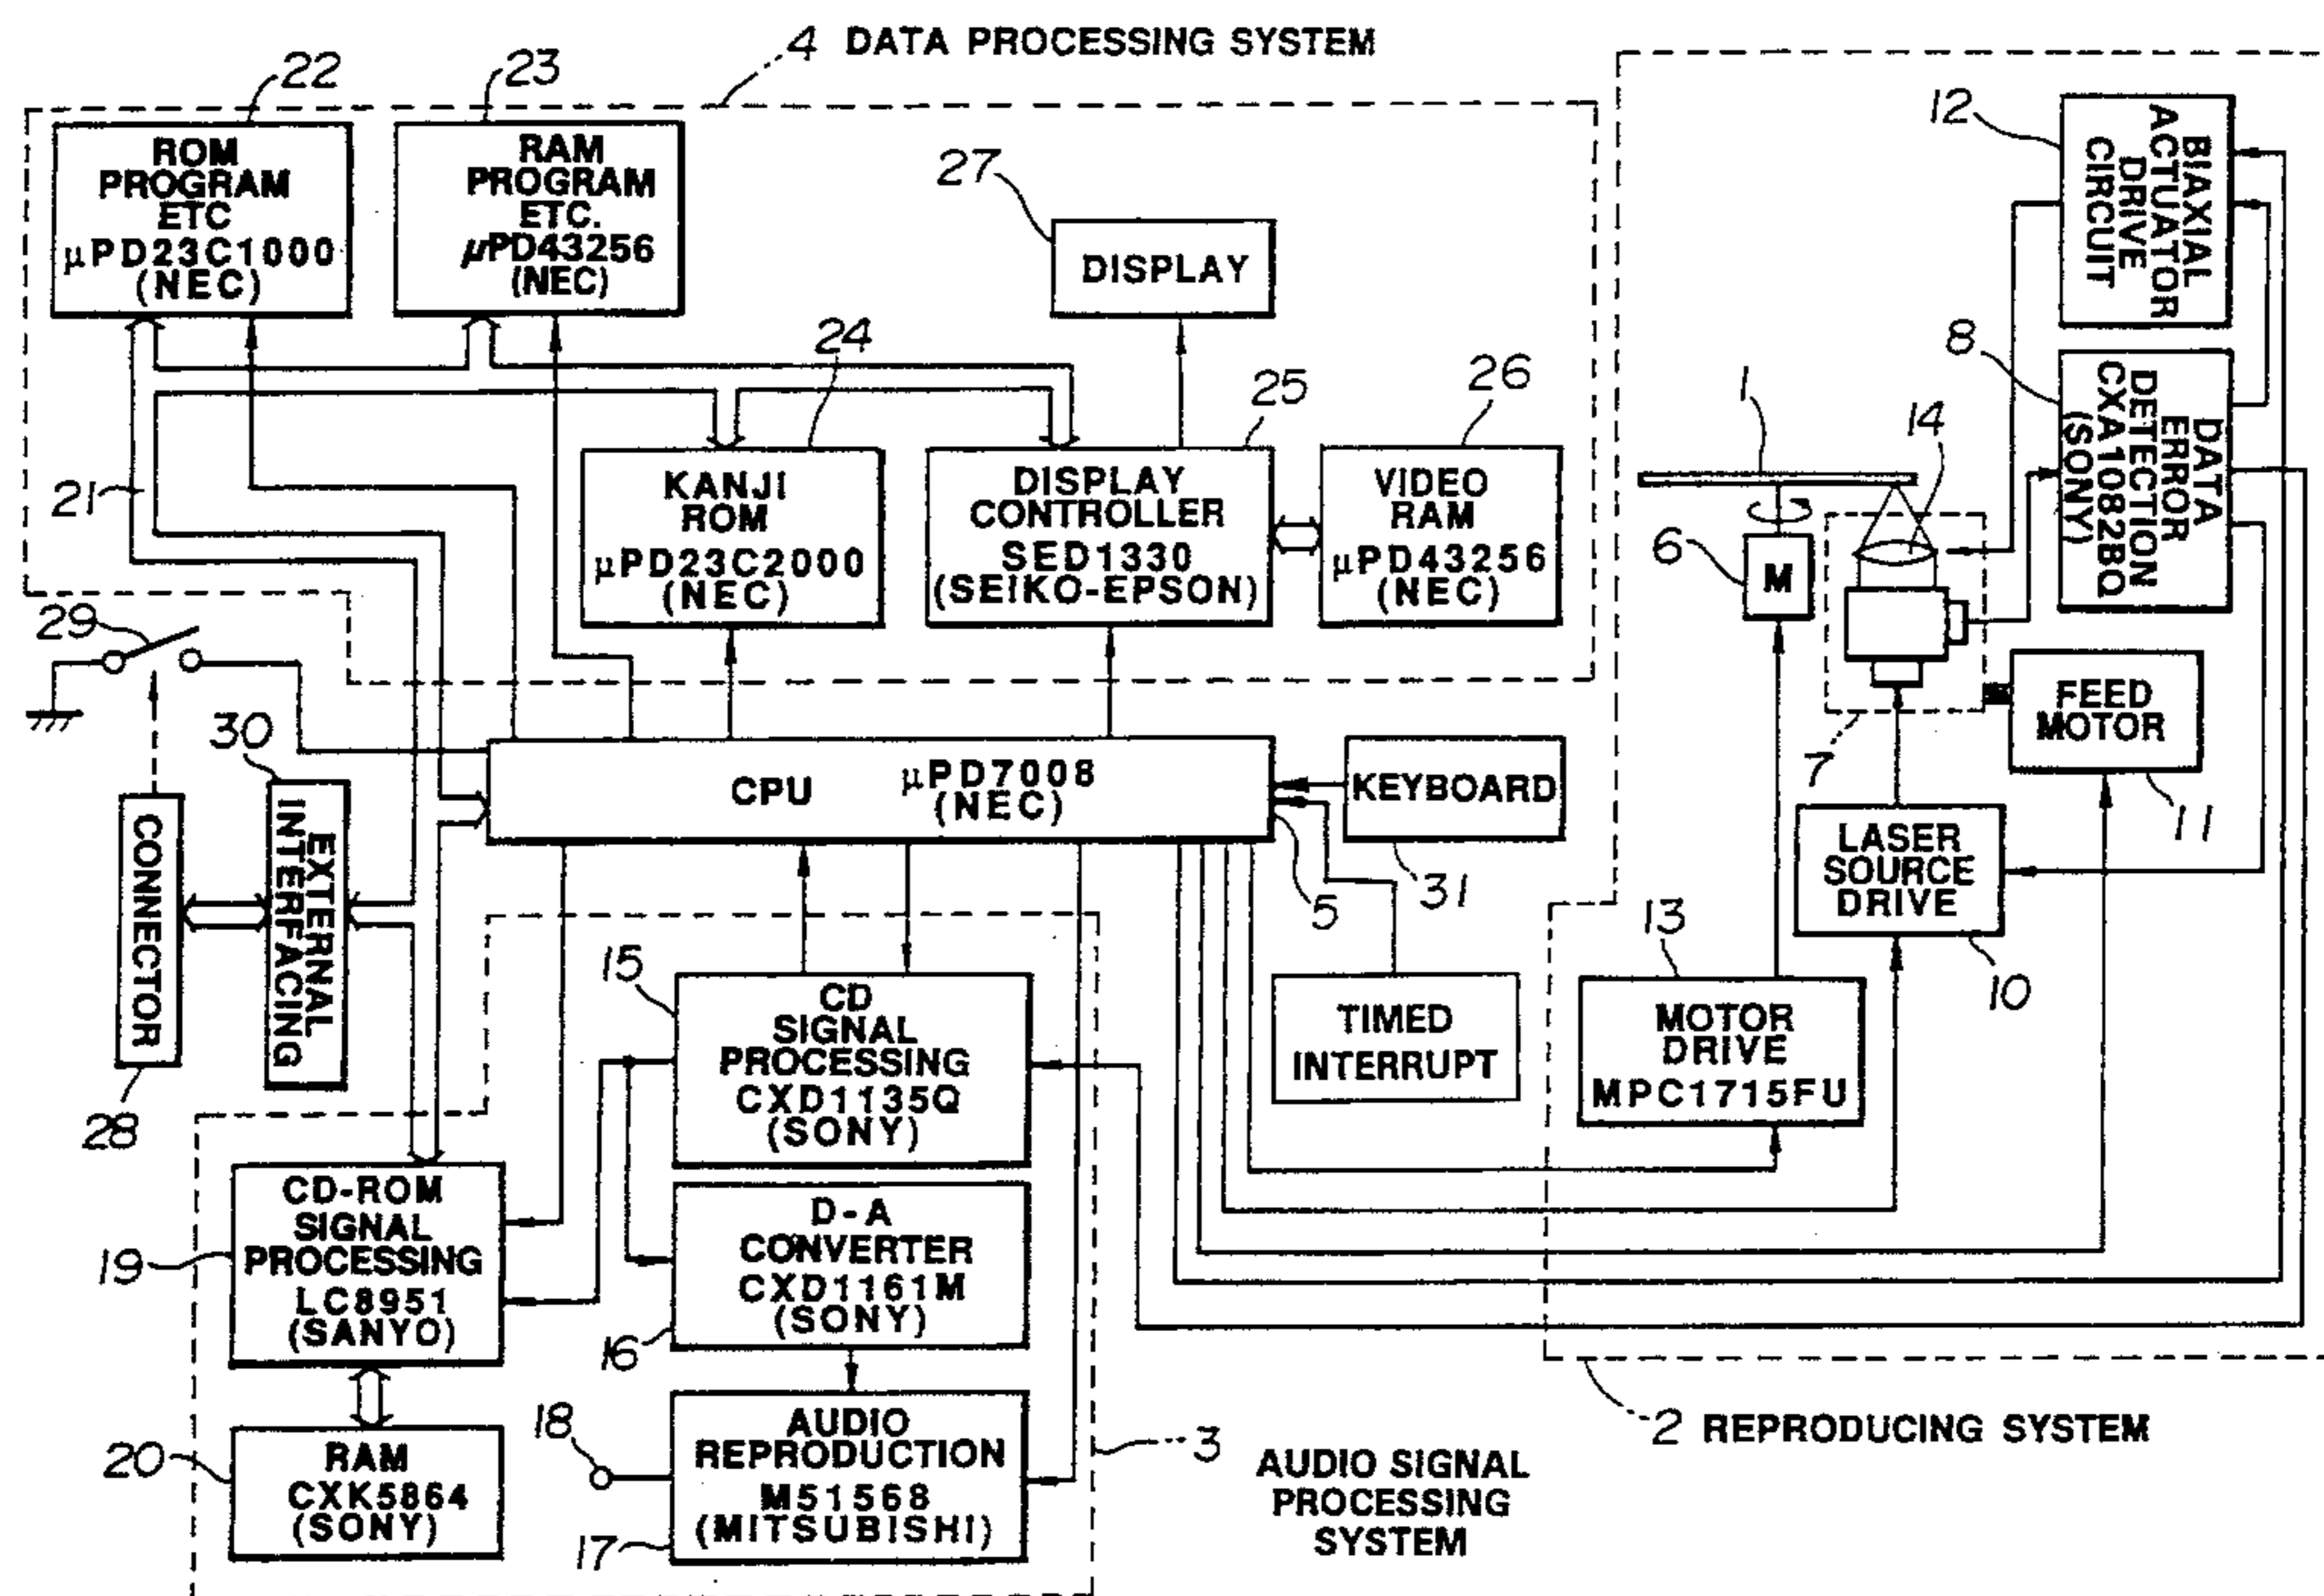 4 DATA PROCESSING SYSTEM
22
ROM
PROGRAM
ETC
μPD23C1000
(NEC)
23
RAM
PROGRAM
ETC.
μPD43256
(NEC)
27
DISPLAY
24
KANJI
ROM
μPD23C2000
(NEC)
25
DISPLAY
CONTROLLER
SED1330
(SEIKO-EPSON)
26
VIDEO
RAM
μPD43256
(NEC)
21
29
30
EXTERNAL
INTERFACING
CONNECTOR
28
CPU
μPD7008
(NEC)
5
KEYBOARD
31
TIMED
INTERRUPT
15
CD
SIGNAL
PROCESSING
CXD1135Q
(SONY)
D-A
CONVERTER
CXD1161M
(SONY)
16
19
CD-ROM
SIGNAL
PROCESSING
LC8951
(SANYO)
20
RAM
CXK5864
(SONY)
18
AUDIO
REPRODUCTION
M51568
(MITSUBISHI)
17
3
AUDIO SIGNAL
PROCESSING
SYSTEM
12
BIAXIAL
ACTUATOR
DRIVE
CIRCUIT
8
DATA
ERROR
DETECTION
CXA1082BQ
(SONY)
1
14
6
M
7
FEED
MOTOR
11
LASER
SOURCE
DRIVE
10
13
MOTOR
DRIVE
MPC1715FU
2 REPRODUCING SYSTEM